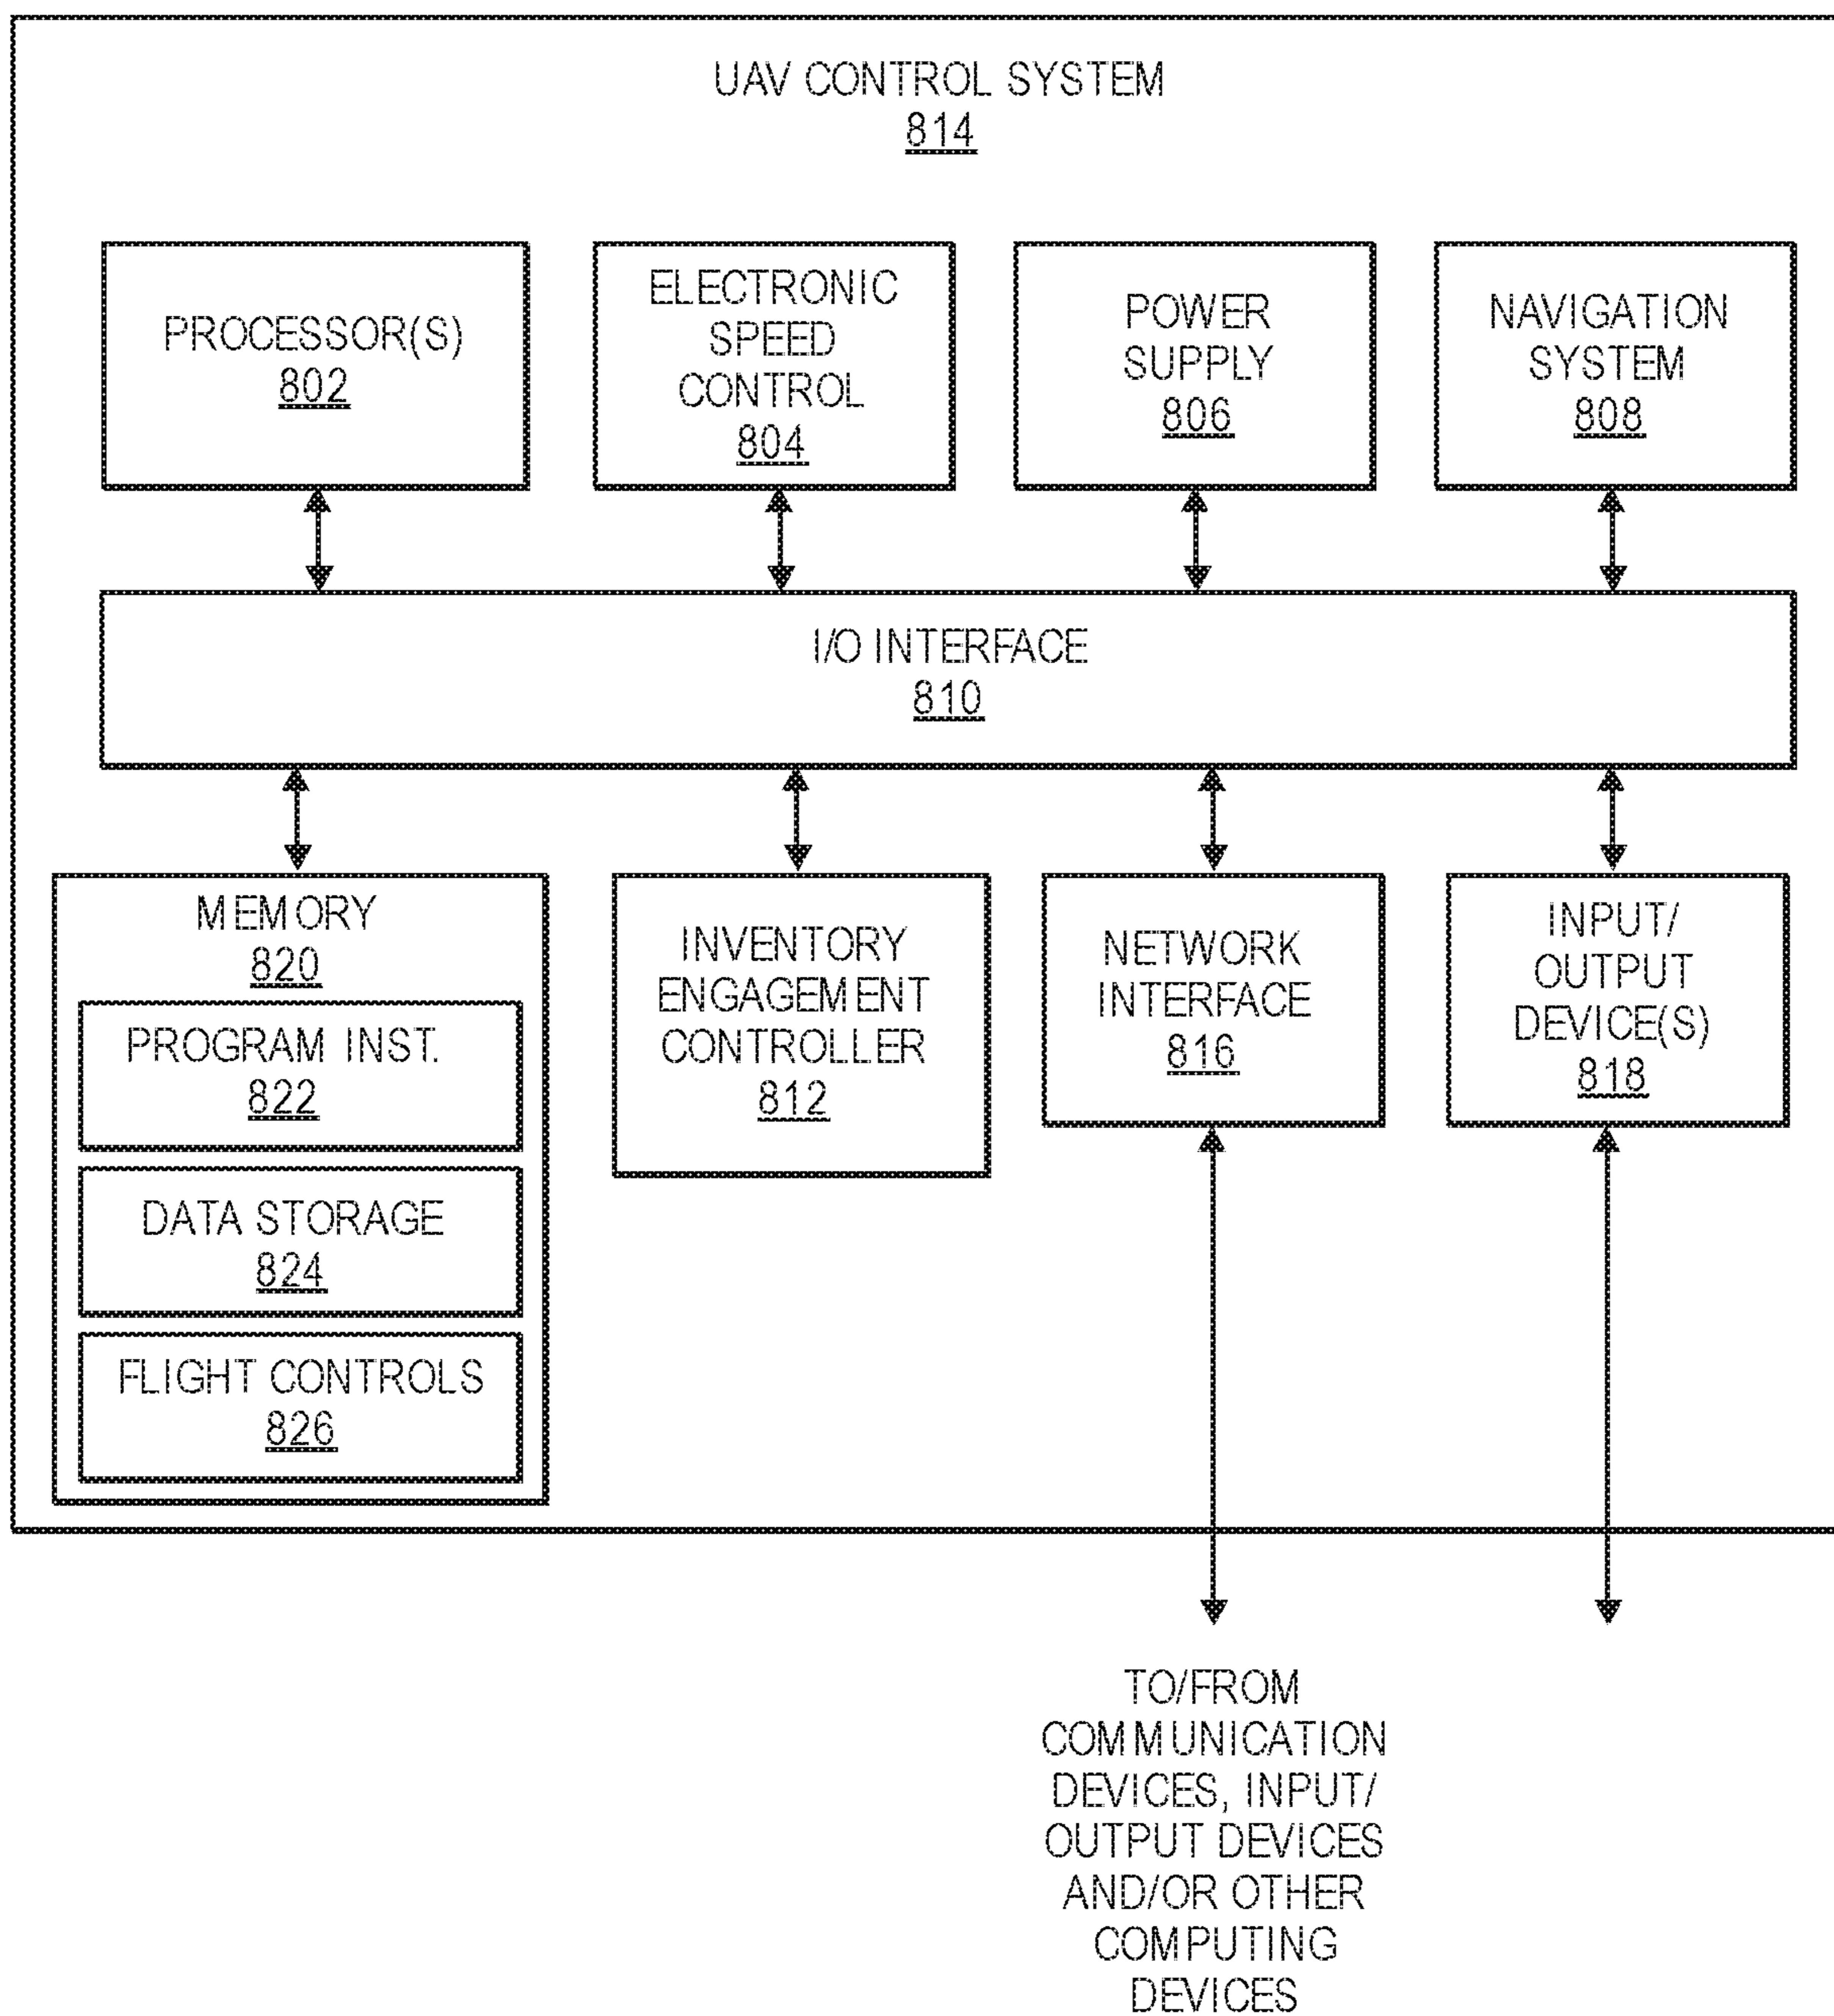 UAV CONTROL SYSTEM
814
PROCESSOR(S)
802
ELECTRONIC
SPEED
CONTROL
804
POWER
SUPPLY
806
NAVIGATION
SYSTEM
808
I/O INTERFACE
810
MEMORY
820
PROGRAM INST.
822
DATA STORAGE
824
FLIGHT CONTROLS
826
INVENTORY
ENGAGEMENT
CONTROLLER
812
NETWORK
INTERFACE
816
INPUT/
OUTPUT
DEVICE(S)
818
TO/FROM
COMMUNICATION
DEVICES, INPUT/
OUTPUT DEVICES
AND/OR OTHER
COMPUTING
DEVICES